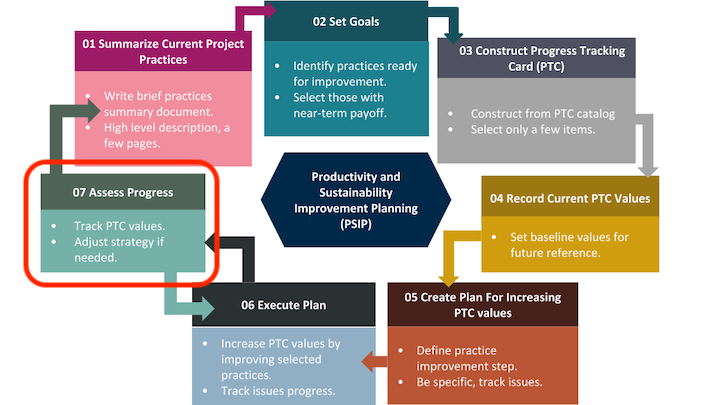 01 Summarize Current Project
Practices
• Write brief practices
summary document.
• High level description, a
few pages.
02 Set Goals
• Identify practices ready
for improvement.
• Select those with
near-term payoff.
03 Construct Progress Tracking
Card (PTC)
• Construct from PTC catalog
• Select only a few items.
04 Record Current PTC Values
• Set baseline values for
future reference.
05 Create Plan For Increasing
PTC values
• Define practice
improvement step.
• Be specific, track issues.
06 Execute Plan
• Increase PTC values by
improving selected
practices.
• Track issues progress.
07 Assess Progress
• Track PTC values.
• Adjust strategy if
needed.
Productivity and
Sustainability
Improvement Planning
(PSIP)